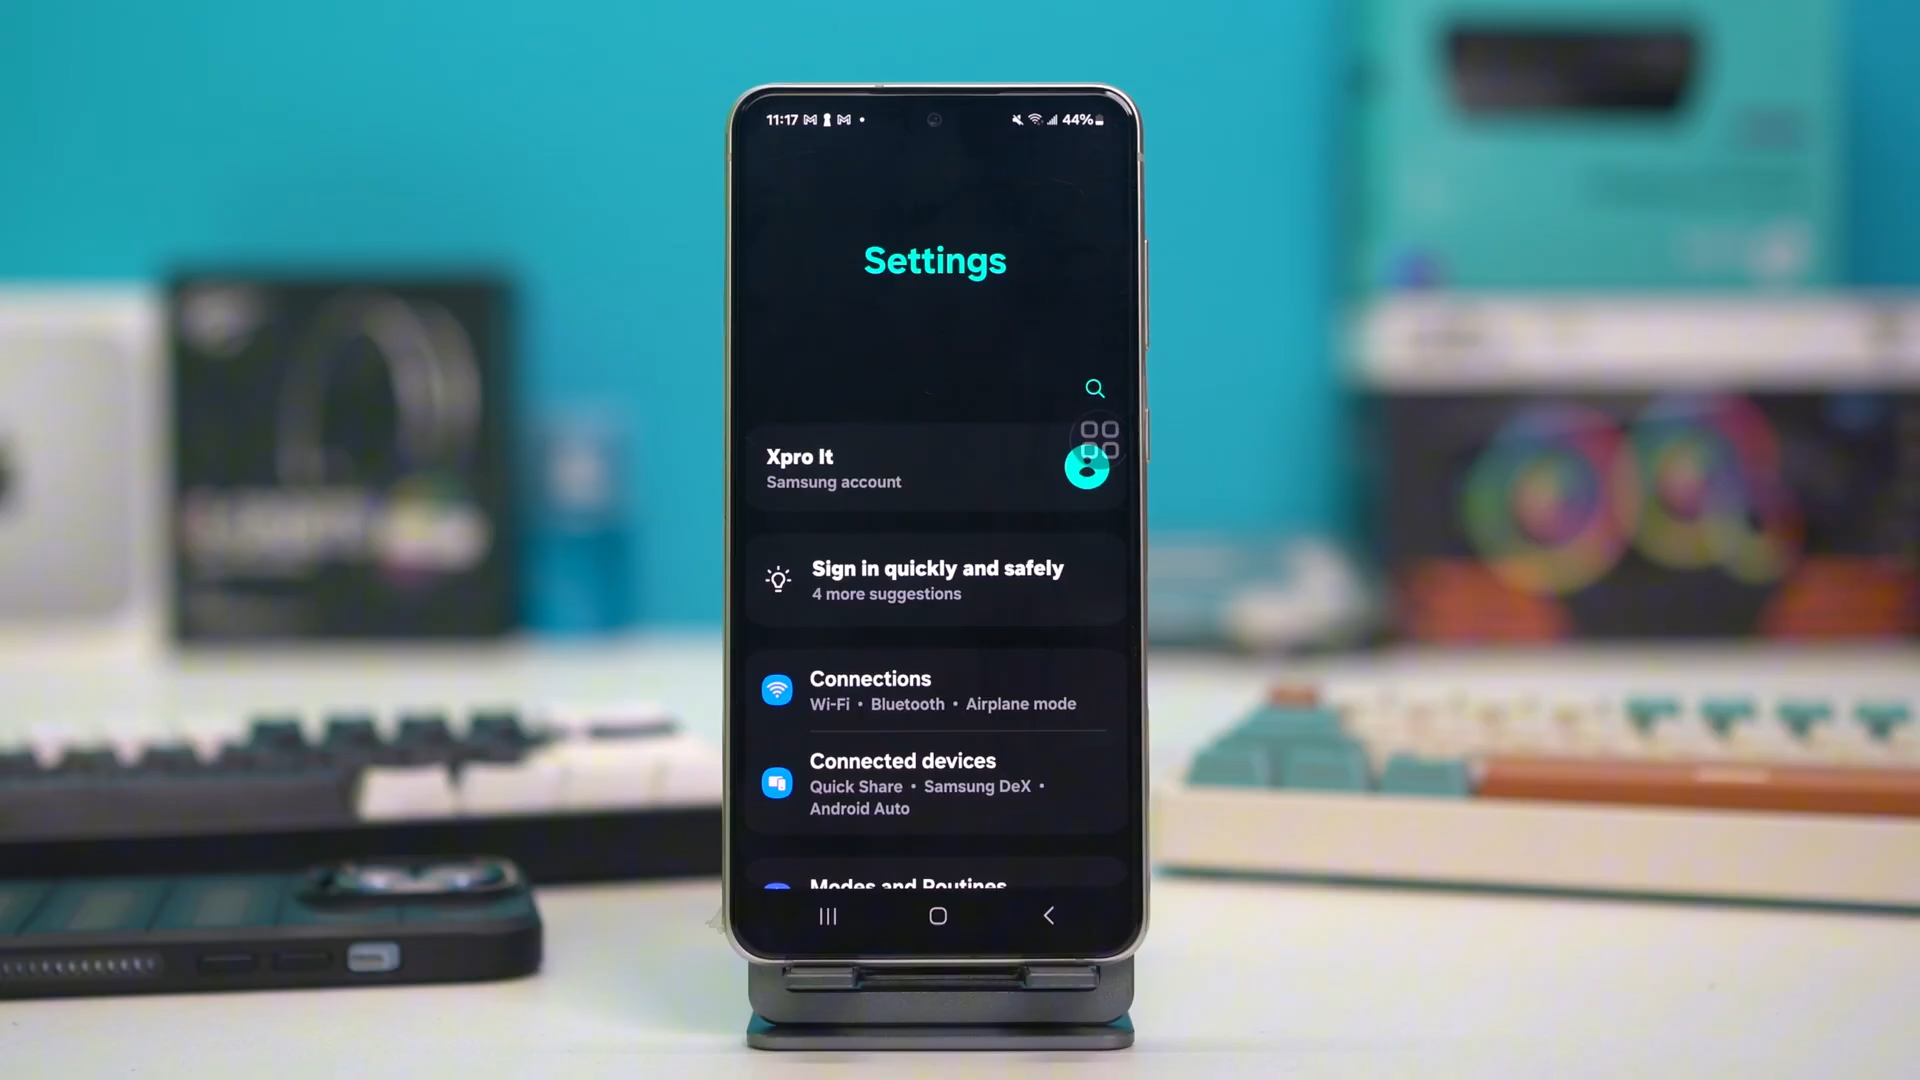 11:17
44%
Settings
Xpro It
Samsung account
Sign in quickly and safely
4 more suggestions
Connections
Wi-Fi • Bluetooth • Airplane mode
Connected devices
Quick Share • Samsung DeX •
Android Auto
Modes and Routines